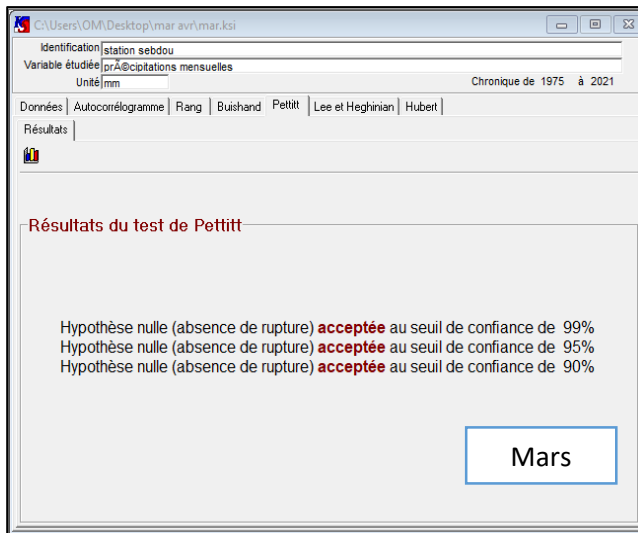 C:\Users\OM\Desktop\mar avr\mar.ksi
Identification station sebdou
Variable étudiée prÃ©cipitations mensuelles
Unité mm Chronique de 1975 à 2021
Données Autocorrélogramme Rang Buishand Pettitt Lee et Heghinian Hubert
Résultats
Résultats du test de Pettitt
Hypothèse nulle (absence de rupture) acceptée au seuil de confiance de 99%
Hypothèse nulle (absence de rupture) acceptée au seuil de confiance de 95%
Hypothèse nulle (absence de rupture) acceptée au seuil de confiance de 90%
Mars